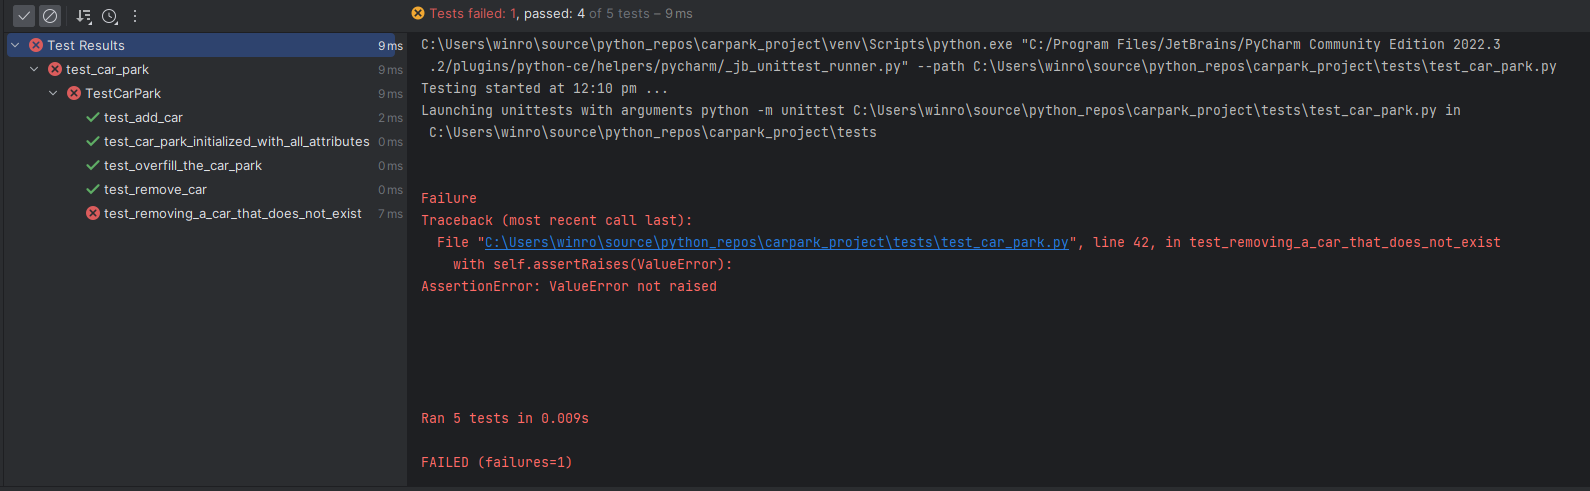 Tests failed: 1, passed: 4 of 5 tests – 9 ms
Test Results 9 ms
test_car_park 9 ms
TestCarPark 9 ms
test_add_car 2 ms
test_car_park_initialized_with_all_attributes 0 ms
test_overfill_the_car_park 0 ms
test_remove_car 0 ms
test_removing_a_car_that_does_not_exist 7 ms
C:\Users\winro\source\python_repos\carpark_project\venv\Scripts\python.exe "C:/Program Files/JetBrains/PyCharm Community Edition 2022.3
.2/plugins/python-ce/helpers/pycharm/_jb_unittest_runner.py" --path C:\Users\winro\source\python_repos\carpark_project\tests\test_car_park.py
Testing started at 12:10 pm ...
Launching unittests with arguments python -m unittest C:\Users\winro\source\python_repos\carpark_project\tests\test_car_park.py in
C:\Users\winro\source\python_repos\carpark_project\tests
Failure
Traceback (most recent call last):
File "C:\Users\winro\source\python_repos\carpark_project\tests\test_car_park.py", line 42, in test_removing_a_car_that_does_not_exist
with self.assertRaises(ValueError):
AssertionError: ValueError not raised
Ran 5 tests in 0.009s
FAILED (failures=1)